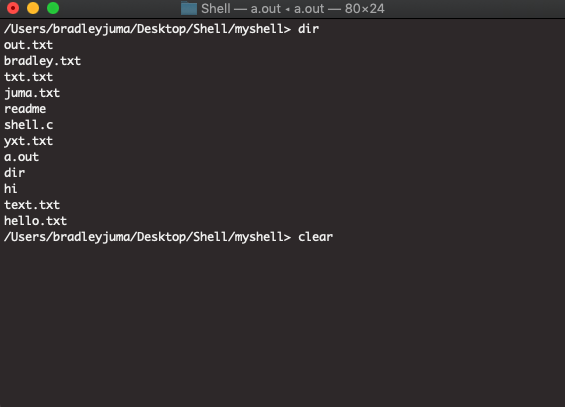 Shell — a.out ◂ a.out — 80×24
/Users/bradleyjuma/Desktop/Shell/myshell> dir
out.txt
bradley.txt
txt.txt
juma.txt
readme
shell.c
yxt.txt
a.out
dir
hi
text.txt
hello.txt
/Users/bradleyjuma/Desktop/Shell/myshell> clear